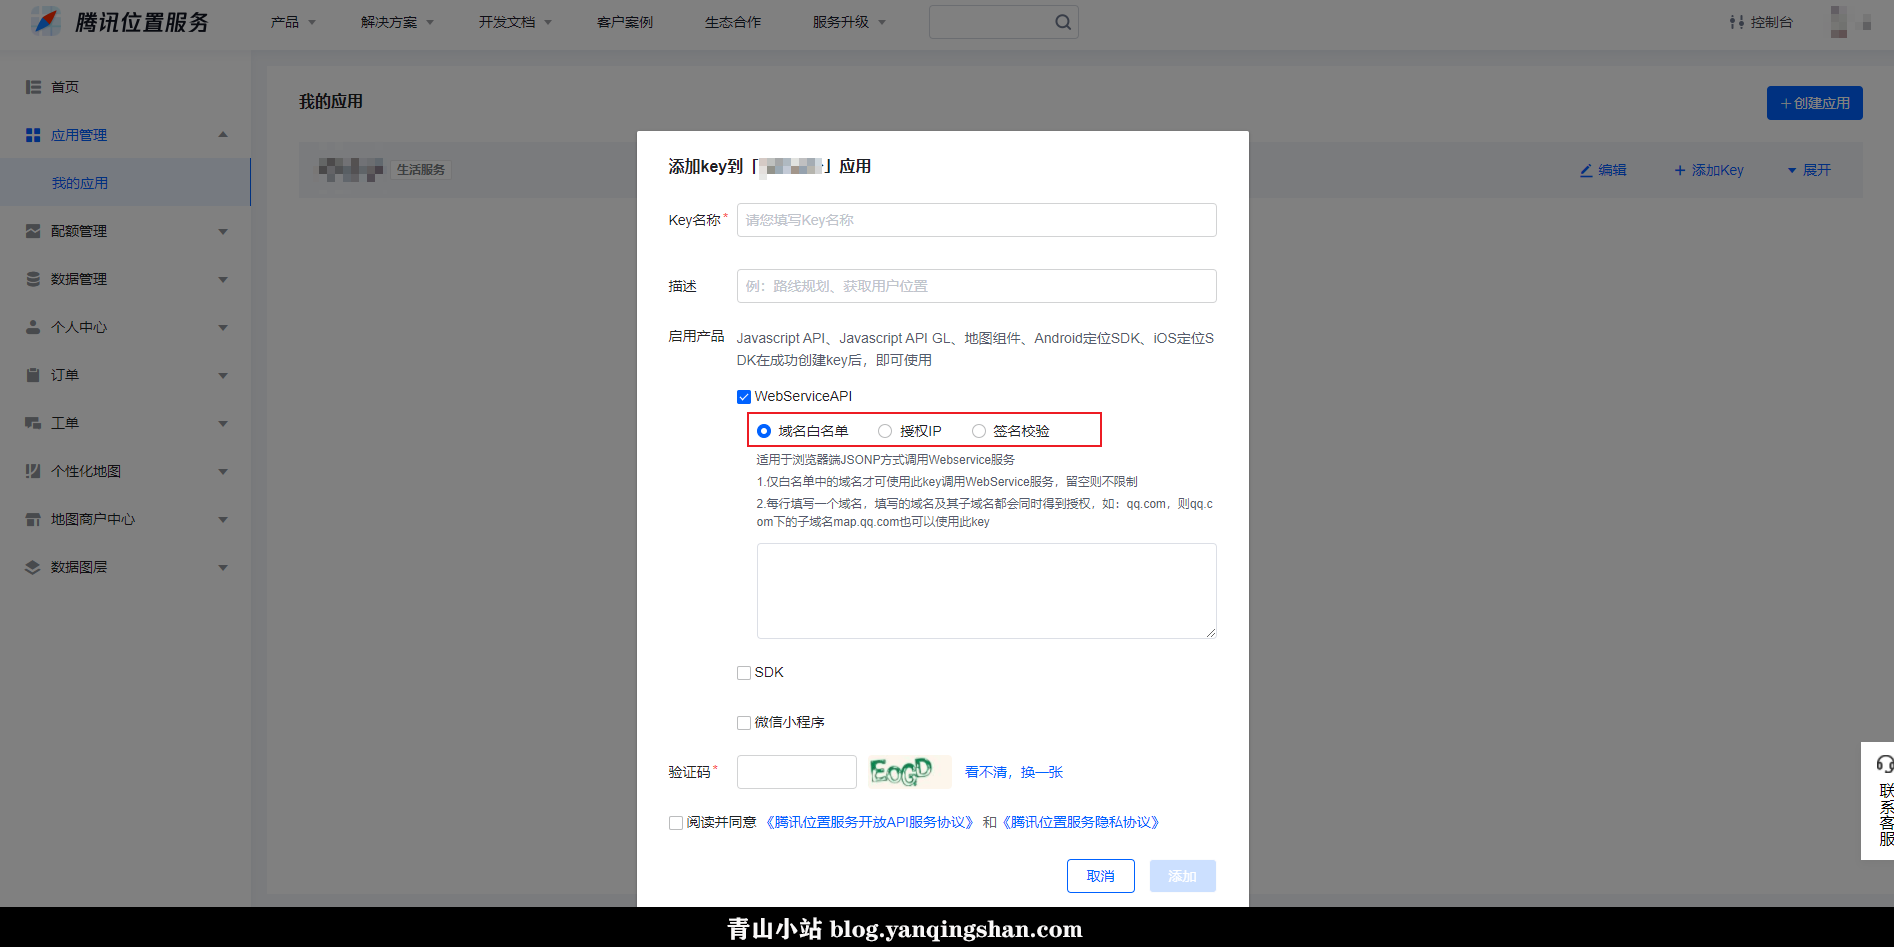 腾讯位置服务
产品
解决方案
开发文档
客户案例
生态合作
服务升级
控制台
首页
应用管理
我的应用
配额管理
数据管理
个人中心
订单
工单
个性化地图
地图商户中心
数据图层
我的应用
+创建应用
生活服务
编辑
+ 添加Key
展开
添加key到「 」应用
Key名称*
请您填写Key名称
描述
例：路线规划、获取用户位置
启用产品
Javascript API、Javascript API GL、地图组件、Android定位SDK、iOS定位S
DK在成功创建key后，即可使用
WebServiceAPI
域名白名单
授权IP
签名校验
适用于浏览器端JSONP方式调用Webservice服务
1.仅白名单中的域名才可使用此key调用WebService服务，留空则不限制
2.每行填写一个域名，填写的域名及其子域名都会同时得到授权，如：qq.com，则qq.c
om下的子域名map.qq.com也可以使用此key
SDK
微信小程序
验证码*
EoGD
看不清，换一张
阅读并同意《腾讯位置服务开放API服务协议》和《腾讯位置服务隐私协议》
取消
添加
联系客服
青山小站 blog.yanqingshan.com